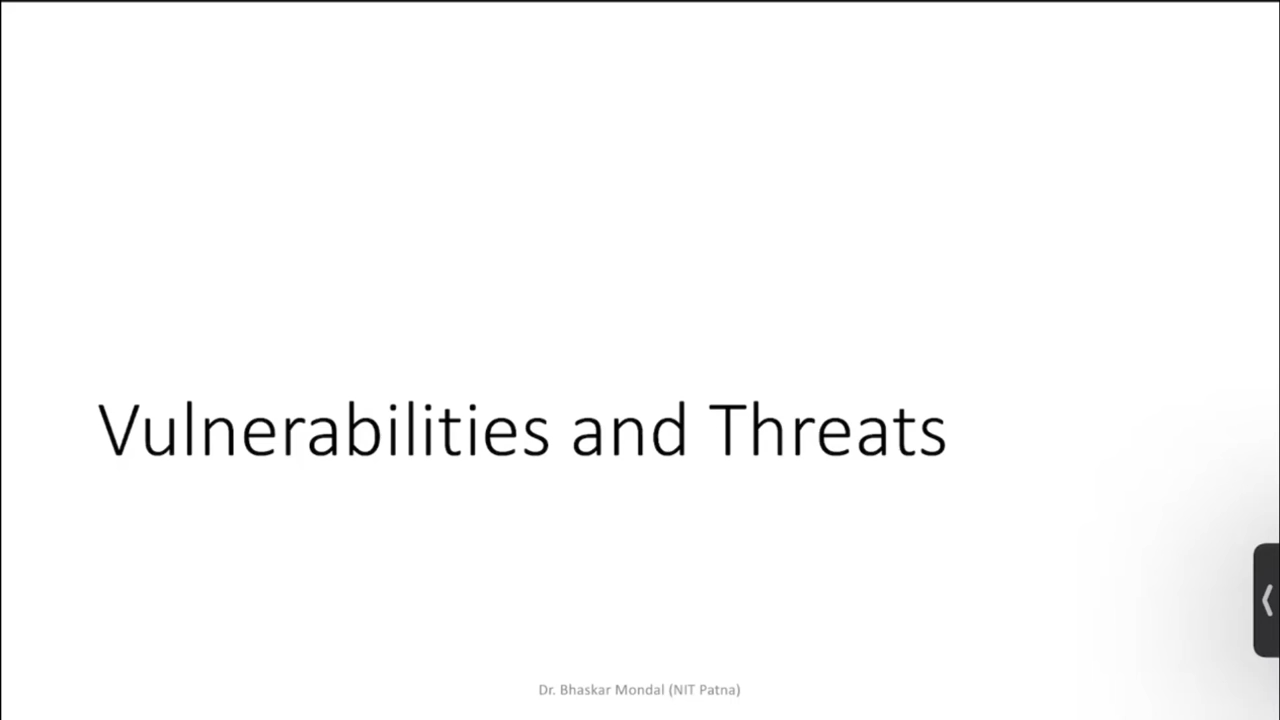 Vulnerabilities and Threats
Dr. Bhaskar Mondal (NIT Patna)